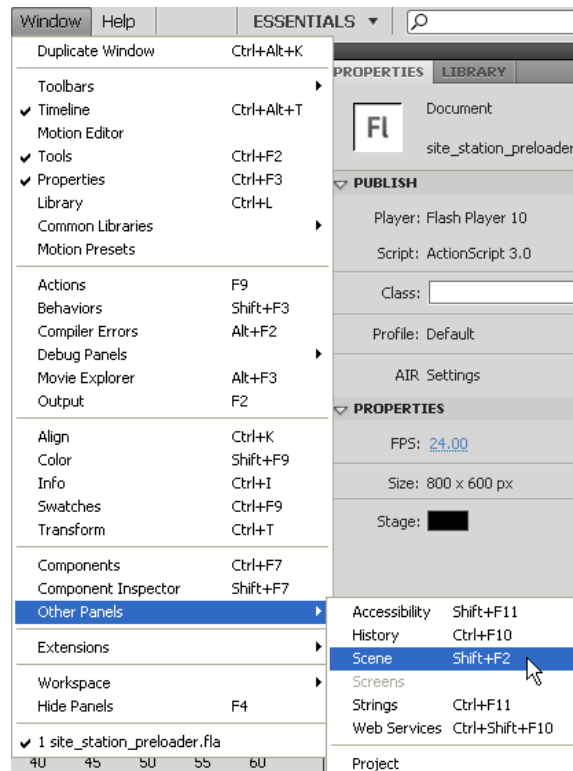 Window Help ESSENTIALS
Duplicate Window Ctrl+Alt+K
Toolbars
Timeline Ctrl+Alt+T
Motion Editor
Tools Ctrl+F2
Properties Ctrl+F3
Library Ctrl+L
Common Libraries
Motion Presets
Actions F9
Behaviors Shift+F3
Compiler Errors Alt+F2
Debug Panels
Movie Explorer Alt+F3
Output F2
Align Ctrl+K
Color Shift+F9
Info Ctrl+I
Swatches Ctrl+F9
Transform Ctrl+T
Components Ctrl+F7
Component Inspector Shift+F7
Other Panels
Extensions
Workspace
Hide Panels F4
1 site_station_preloader.fla
40 45 50 55 60
PROPERTIES LIBRARY
Fl
Document
site_station_preloader
PUBLISH
Player: Flash Player 10
Script: ActionScript 3.0
Class:
Profile: Default
AIR Settings
PROPERTIES
FPS: 24.00
Size: 800 x 600 px
Stage:
Accessibility Shift+F11
History Ctrl+F10
Scene Shift+F2
Screens
Strings Ctrl+F11
Web Services Ctrl+Shift+F10
Project